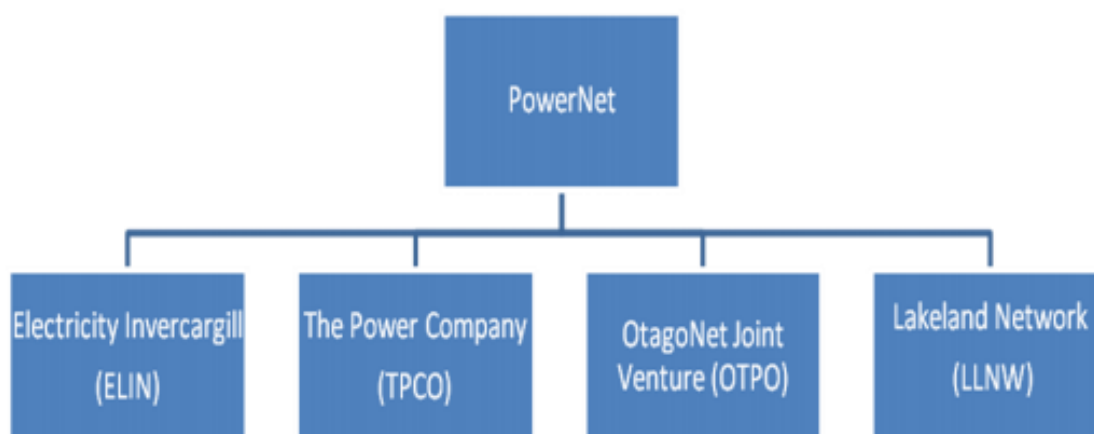 PowerNet
Electricity Invercargill
(ELIN)
The Power Company
(TPCO)
OtagoNet Joint
Venture (OTPO)
Lakeland Network
(LLNW)